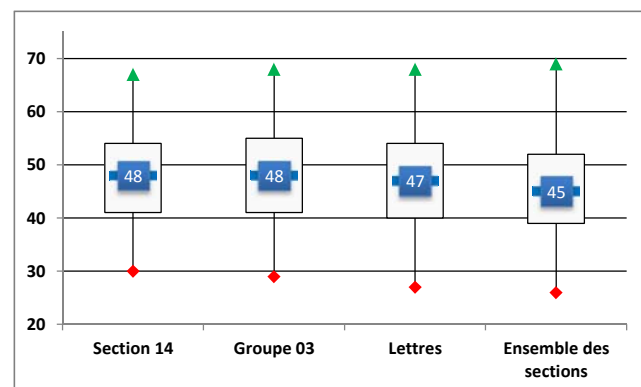 70
60
50
40
30
20
48
48
47
45
Section 14
Groupe 03
Lettres
Ensemble des
sections